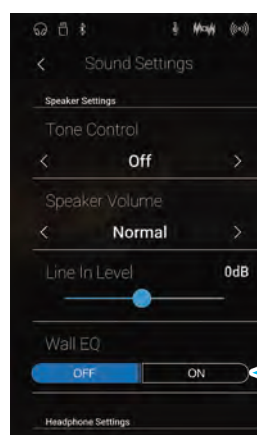 Sound Settings
Speaker Settings
Tone Control
Off
Speaker Volume
Normal
Line In Level 0dB
Wall EQ
OFF ON
Headphone Settings